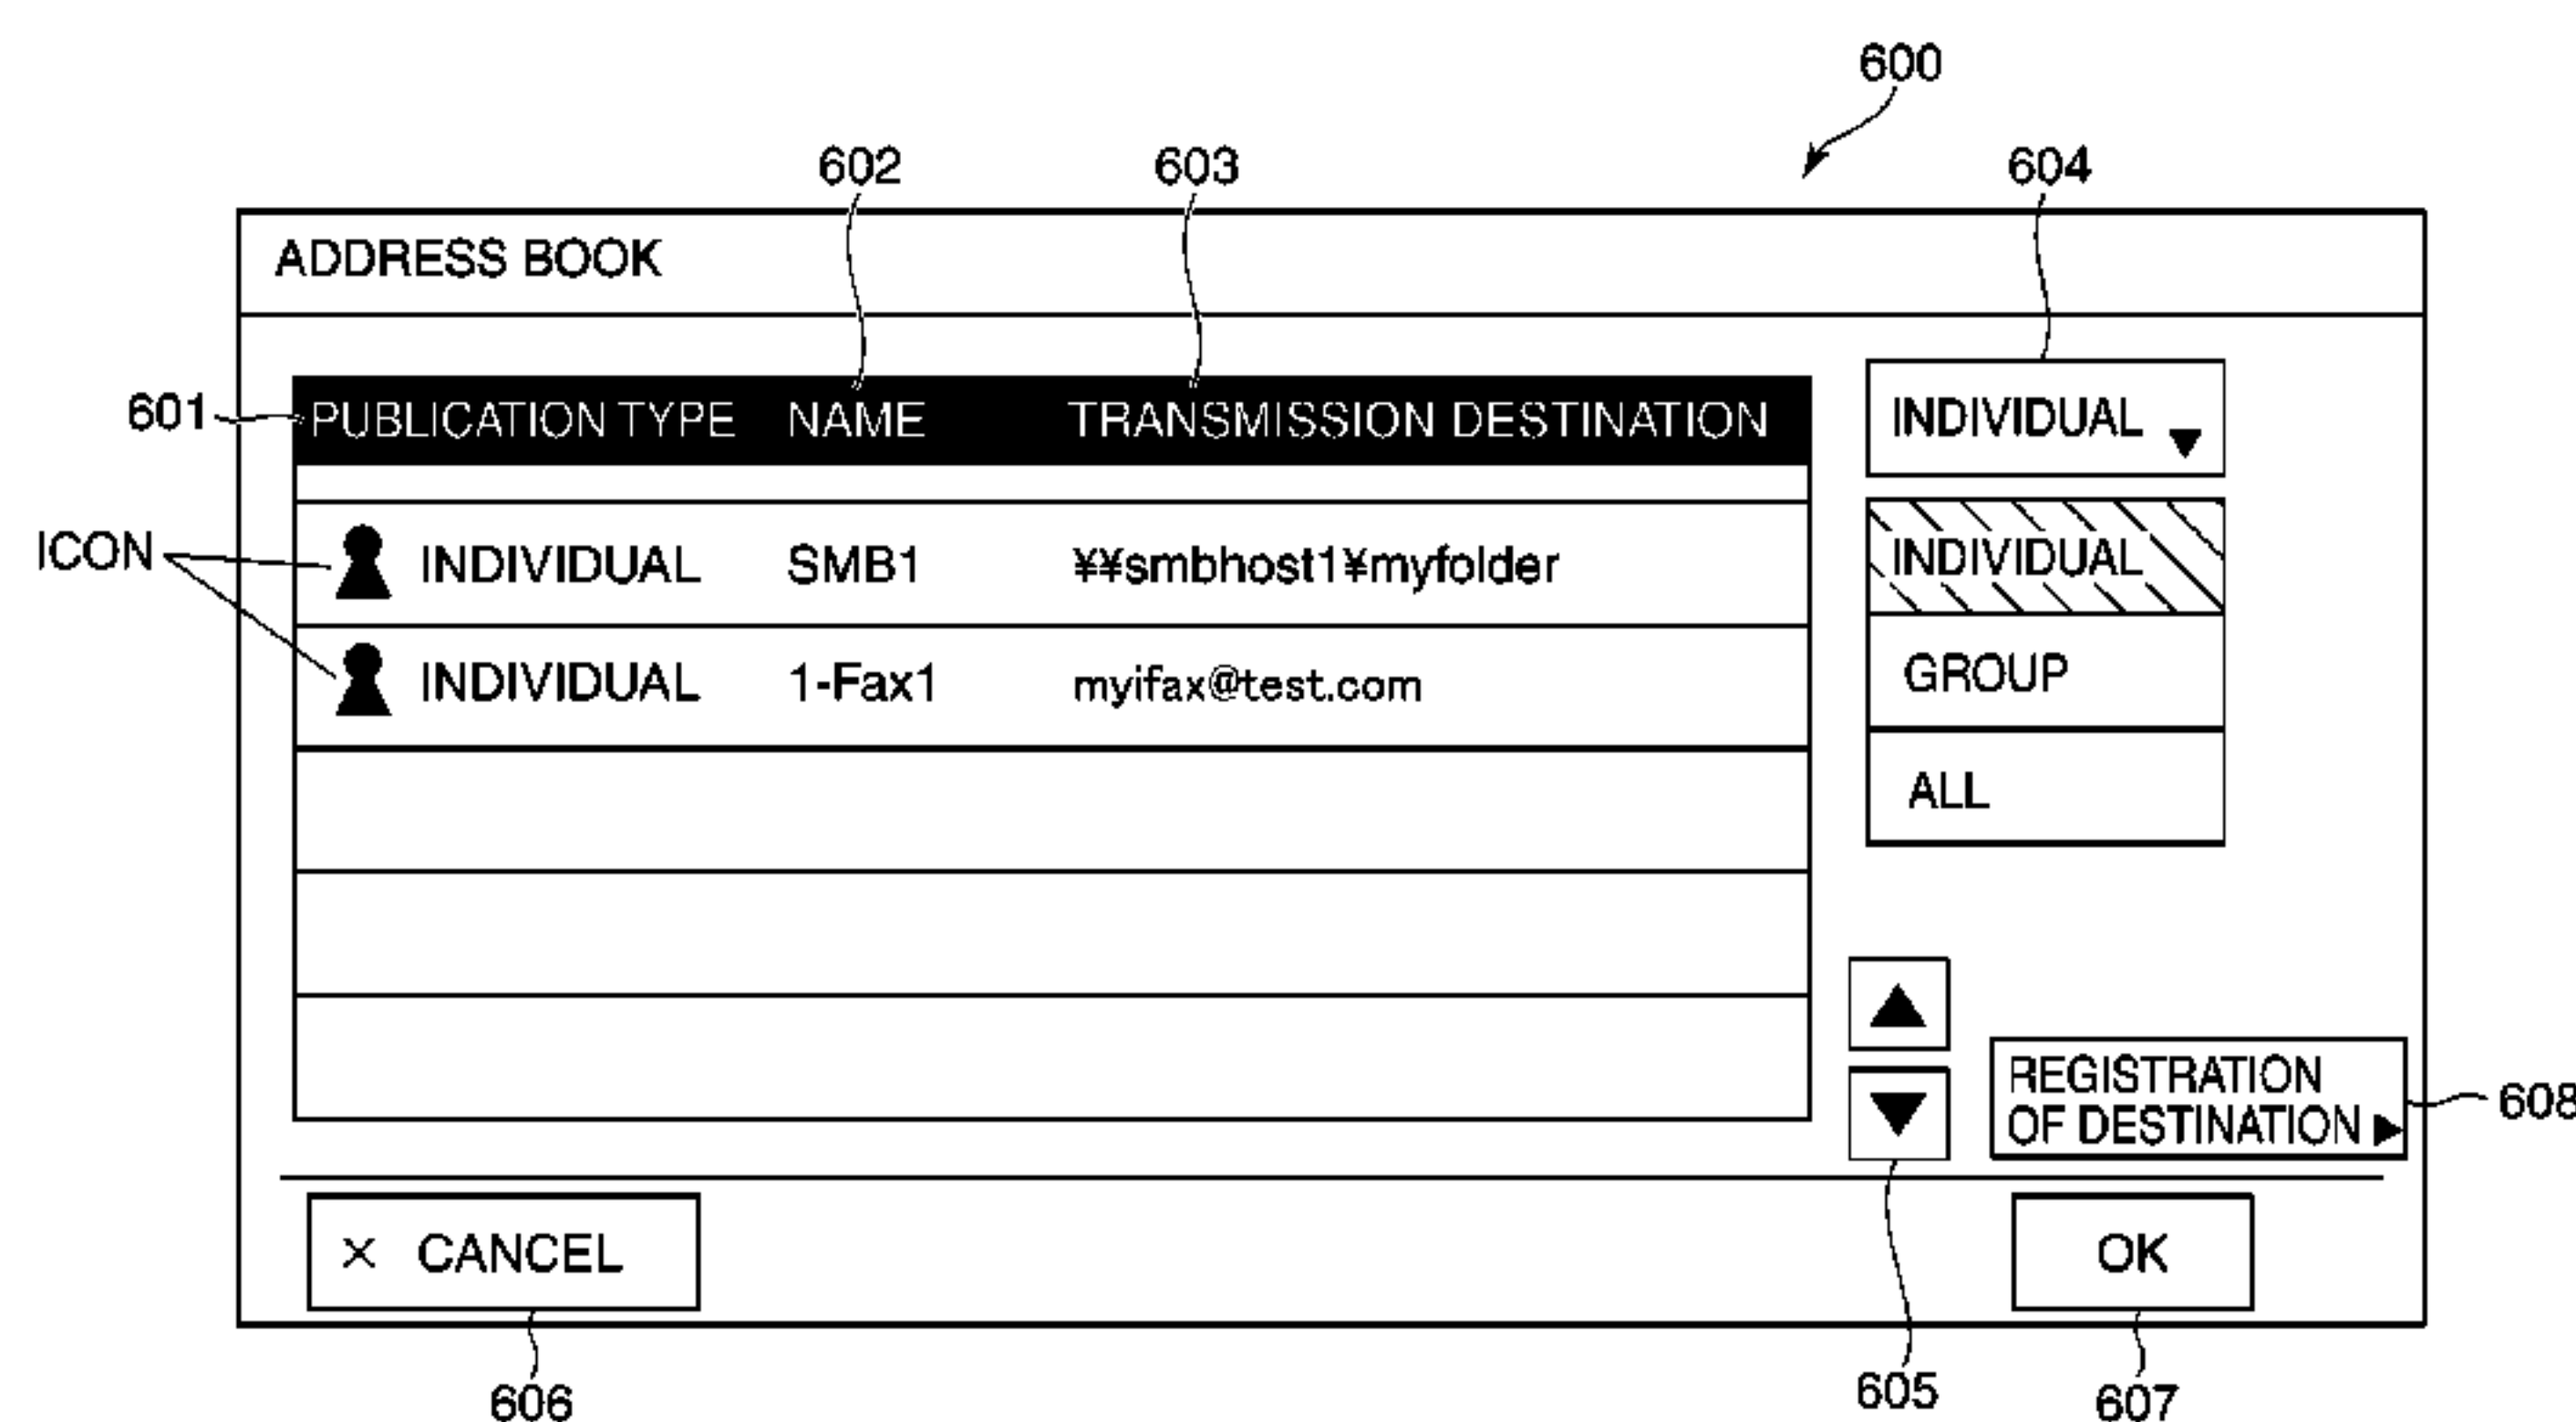 600
602 603 604
ADDRESS BOOK
601 PUBLICATION TYPE NAME TRANSMISSION DESTINATION INDIVIDUAL ▼
ICON INDIVIDUAL SMB1 ¥¥smbhost1¥myfolder INDIVIDUAL
INDIVIDUAL 1-Fax1 myifax@test.com GROUP
ALL
▲
REGISTRATION
▼ OF DESTINATION ▶ 608
× CANCEL OK
606 605 607